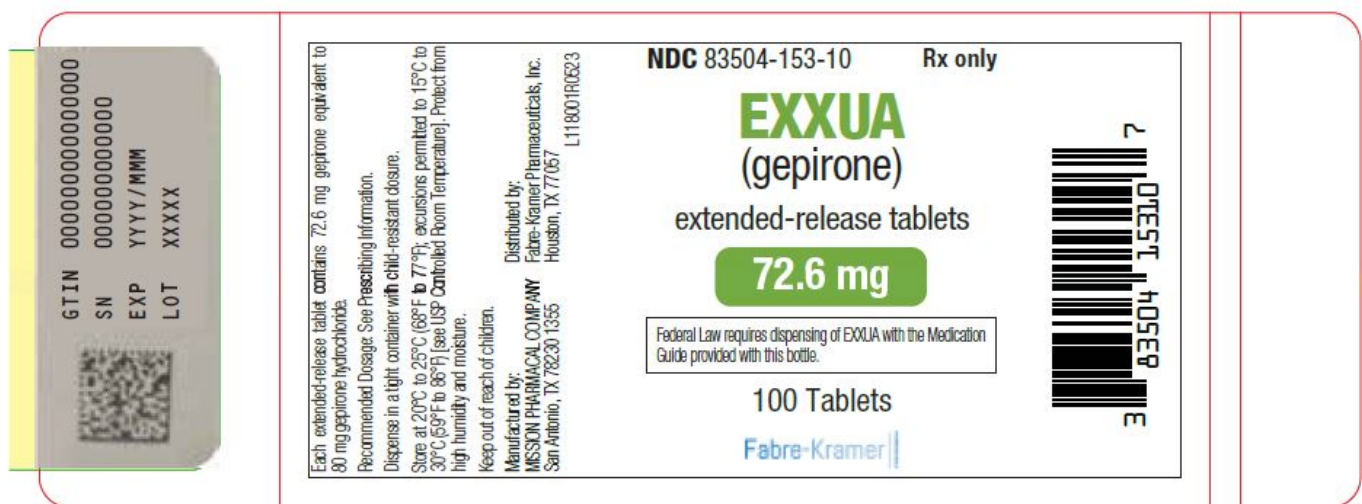 GTIN 00000000000000
SN 00000000000
EXP YYYY/MMM
LOT XXXXX
Each extended-release tablet contains 72.6 mg gepirone equivalent to
80 mg gepirone hydrochloride.
Recommended Dosage: See Prescribing Information.
Dispense in a tight container with child-resistant closure.
Store at 20°C to 25°C (68°F to 77°F); excursions permitted to 15°C to
30°C (59°F to 86°F) [see USP Controlled Room Temperature]. Protect from
high humidity and moisture.
Keep out of reach of children.
Manufactured by:
MISSION PHARMACAL COMPANY
San Antonio, TX 78230 1355
Distributed by:
Fabre-Kramer Pharmaceuticals, Inc.
Houston, TX 77057
L118001R0523
NDC 83504-153-10 Rx only
EXXUA
(gepirone)
extended-release tablets
72.6 mg
Federal Law requires dispensing of EXXUA with the Medication
Guide provided with this bottle.
100 Tablets
Fabre-Kramer
3 83504 15310 7